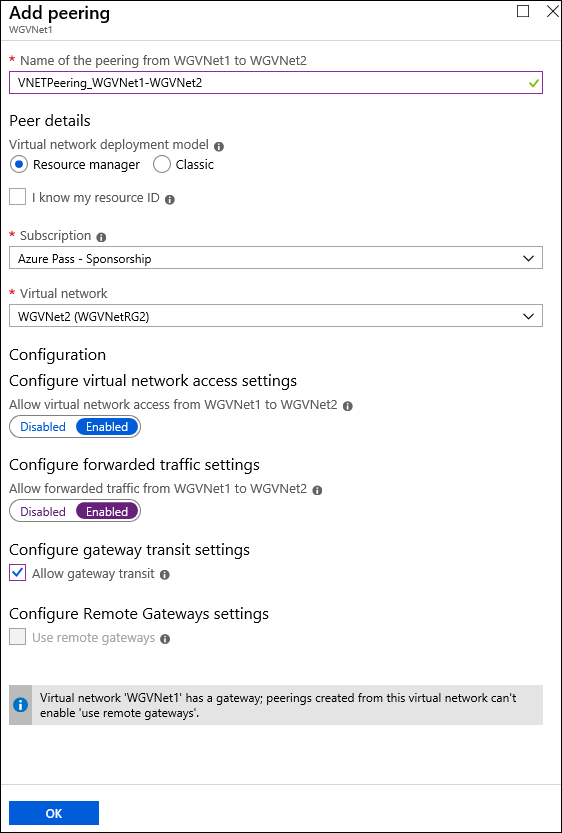 Add peering
WGVNet1
* Name of the peering from WGVNet1 to WGVNet2
VNETPeering_WGVNet1-WGVNet2
Peer details
Virtual network deployment model
Resource manager Classic
I know my resource ID
* Subscription
Azure Pass - Sponsorship
* Virtual network
WGVNet2 (WGVNetRG2)
Configuration
Configure virtual network access settings
Allow virtual network access from WGVNet1 to WGVNet2
Disabled Enabled
Configure forwarded traffic settings
Allow forwarded traffic from WGVNet1 to WGVNet2
Disabled Enabled
Configure gateway transit settings
Allow gateway transit
Configure Remote Gateways settings
Use remote gateways
Virtual network 'WGVNet1' has a gateway; peerings created from this virtual network can't
enable 'use remote gateways'.
OK